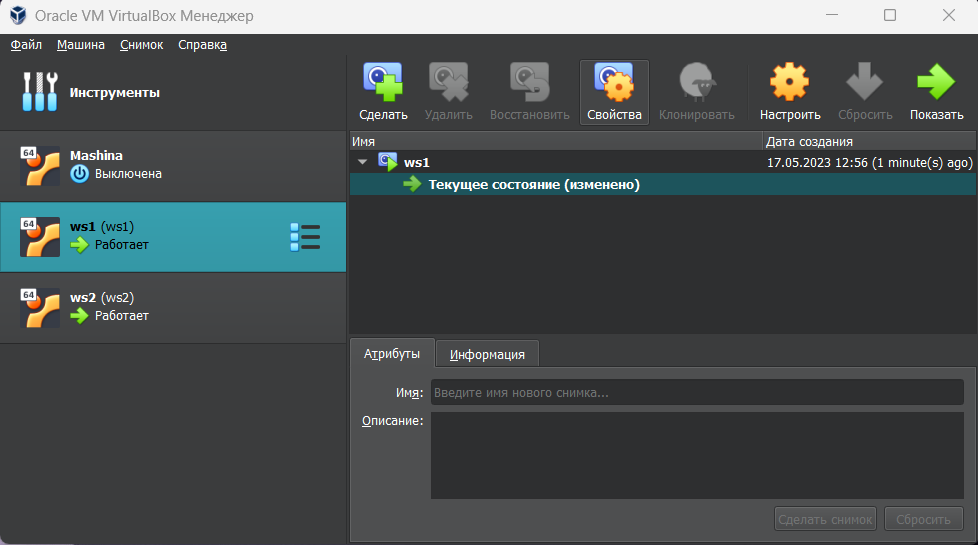 Oracle VM VirtualBox Менеджер
Файл Машина Снимок Справка
Инструменты
64
Mashina
Выключена
64
ws1 (ws1)
Работает
64
ws2 (ws2)
Работает
Сделать Удалить Восстановить Свойства Клонировать Настроить Сбросить Показать
Имя Дата создания
ws1 17.05.2023 12:56 (1 minute(s) ago)
Текущее состояние (изменено)
Атрибуты Информация
Имя: Введите имя нового снимка...
Описание:
Сделать снимок Сбросить